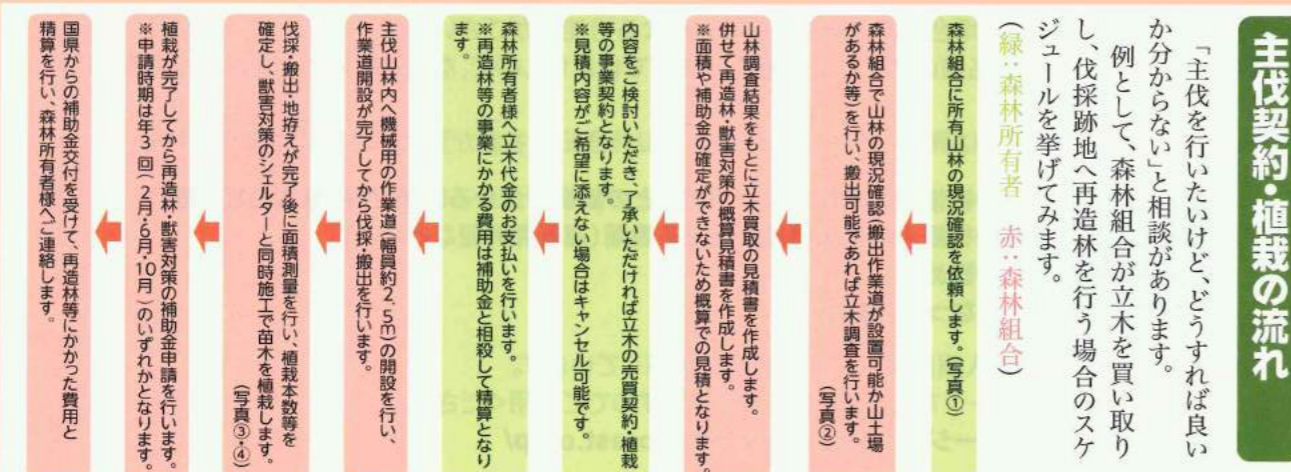 主伐契約・植栽の流れ
「主伐を行いたいけど、どうすれば良い
か分からない」と相談があります。
例として、森林組合が立木を買い取り
し、伐採跡地へ再造林を行う場合のスケ
ジュールを挙げてみます。
(緑:森林所有者　赤:森林組合)
森林組合に所有山林の現況確認を依頼します。(写真①)
森林組合で山林の現況確認(搬出作業道が設置可能か山土場
があるか等)を行い、搬出可能であれば立木調査を行います。
(写真②)
山林調査結果をもとに立木買取の見積書を作成します。
併せて再造林・獣害対策の概算見積書を作成します。
※面積や補助金の確定ができないため概算での見積となります。
内容をご検討いただき、了承いただければ立木の売買契約・植栽
等の事業契約となります。
※見積内容がご希望に添えない場合はキャンセル可能です。
森林所有者様へ立木代金のお支払いを行います。
※再造林等の事業にかかる費用は補助金と相殺して精算となり
ます。
主伐山林内へ機械用の作業道(幅員約2.5m)の開設を行い、
作業道開設が完了してから伐採・搬出を行います。
伐採・搬出・地拵えが完了後に面積測量を行い、植栽本数等を
確定し、獣害対策のシェルターと同時施工で苗木を植栽します。
(写真③・④)
植栽が完了してから再造林・獣害対策の補助金申請を行います。
※申請時期は年3回(2月・6月・10月)のいずれかとなります。
国県からの補助金交付を受けて、再造林等にかかった費用と
精算を行い、森林所有者様へご連絡します。